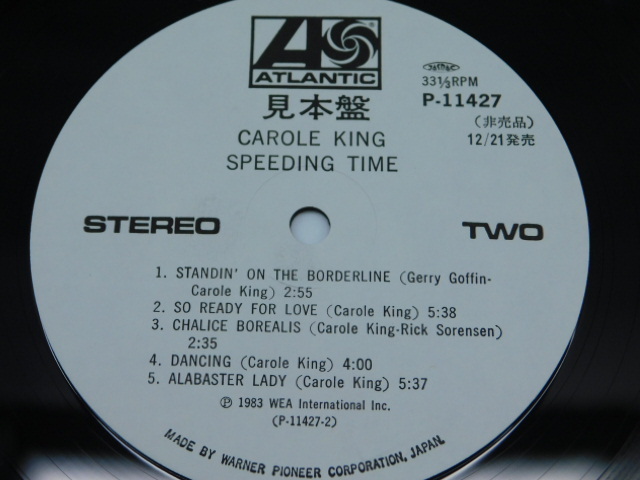 ATLANTIC
見本盤
CAROLE KING
SPEEDING TIME
33⅓RPM
P-11427
(非売品)
12/21発売
STEREO
TWO
1. STANDIN' ON THE BORDERLINE (Gerry Goffin-
Carole King) 2:55
2. SO READY FOR LOVE (Carole King) 5:38
3. CHALICE BOREALIS (Carole King-Rick Sorensen)
2:35
4. DANCING (Carole King) 4:00
5. ALABASTER LADY (Carole King) 5:37
Ⓟ 1983 WEA International Inc.
(P-11427-2)
MADE BY WARNER PIONEER CORPORATION, JAPAN.